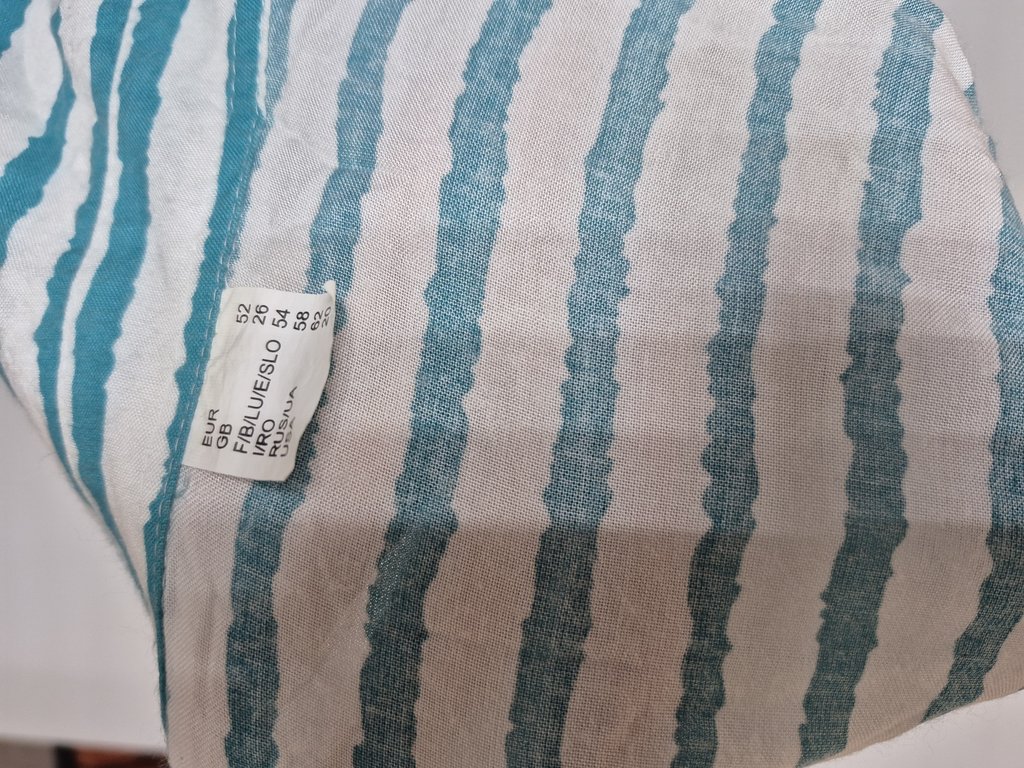 EUR 52
GB 26
F/B/LU/E/SLO 54
I/RO 58
RUS/UA 62
USA 20